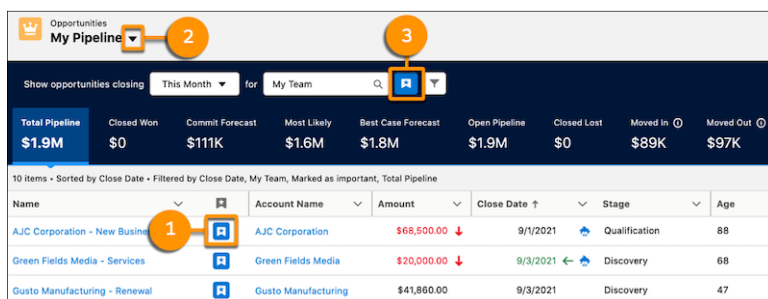 Opportunities
My Pipeline
2
3
Show opportunities closing This Month for My Team
Total Pipeline Closed Won Commit Forecast Most Likely Best Case Forecast Open Pipeline Closed Lost Moved In Moved Out
$1.9M $0 $111K $1.6M $1.8M $1.9M $0 $89K $97K
10 items • Sorted by Close Date • Filtered by Close Date, My Team, Marked as important, Total Pipeline
Name Account Name Amount Close Date ↑ Stage Age
AJC Corporation - New Busine 1 AJC Corporation $68,500.00 ↓ 9/1/2021 Qualification 88
Green Fields Media - Services Green Fields Media $20,000.00 ↓ 9/3/2021 ← Discovery 68
Gusto Manufacturing - Renewal Gusto Manufacturing $41,860.00 9/3/2021 Discovery 47